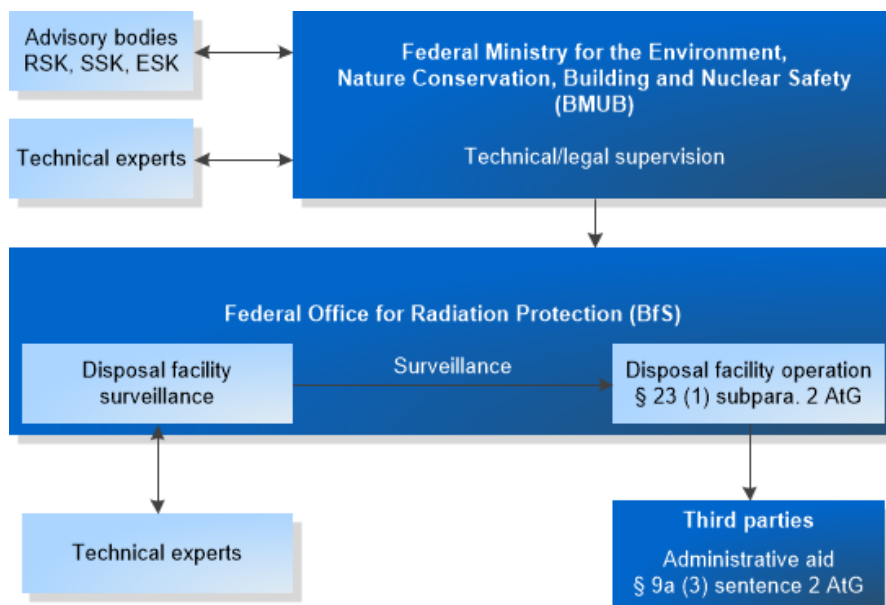 Advisory bodies
RSK, SSK, ESK
Federal Ministry for the Environment,
Nature Conservation, Building and Nuclear Safety
(BMUB)
Technical experts
Technical/legal supervision
Federal Office for Radiation Protection (BfS)
Disposal facility
surveillance
Surveillance
Disposal facility operation
§ 23 (1) subpara. 2 AtG
Technical experts
Third parties
Administrative aid
§ 9a (3) sentence 2 AtG